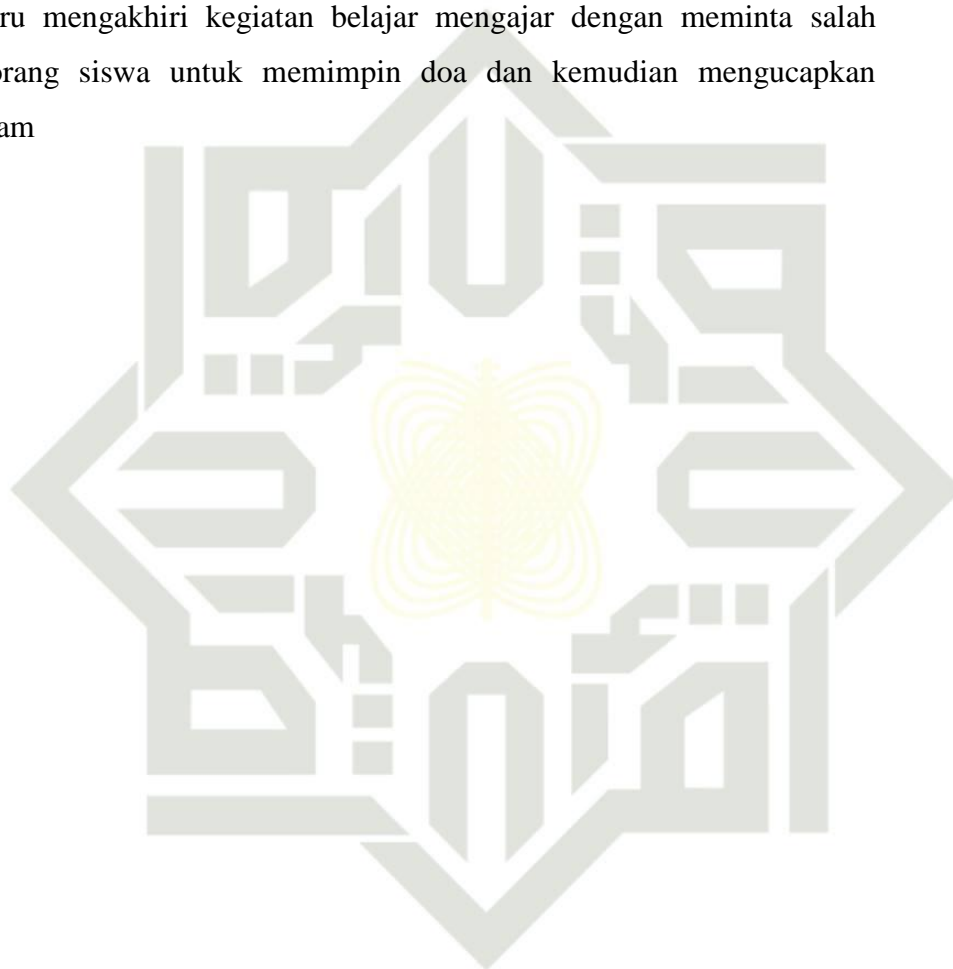 ru mengakhiri kegiatan belajar mengajar dengan meminta salah
orang siswa untuk memimpin doa dan kemudian mengucapkan
am